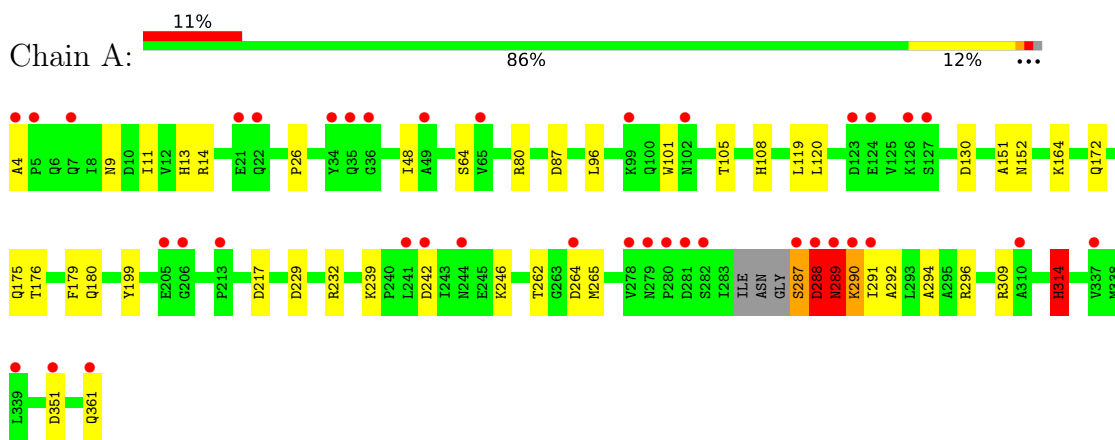 11%
Chain A:
86% 12% •••
A4 P5 Q6 Q7 I8 N9 D10 I11 V12 H13 R14 E21 Q22 P26 Y34 Q35 G36 I48 A49 S64 V65 R80 D87 L96 K99 Q100 W101 N102 T105 H108 L119 L120 D123 E124 V125 K126 S127 D130 A151 N152 K164 Q172
Q175 T176 F179 Q180 Y199 E205 G206 P213 D217 D229 R232 K239 P240 L241 D242 I243 N244 E245 K246 T262 G263 D264 M265 V278 N279 P280 D281 S282 I283 ILE ASN GLY S287 D288 N289 K290 I291 A292 L293 A294 A295 R296 R309 A310 H314 V337 M338
L339 D351 Q361